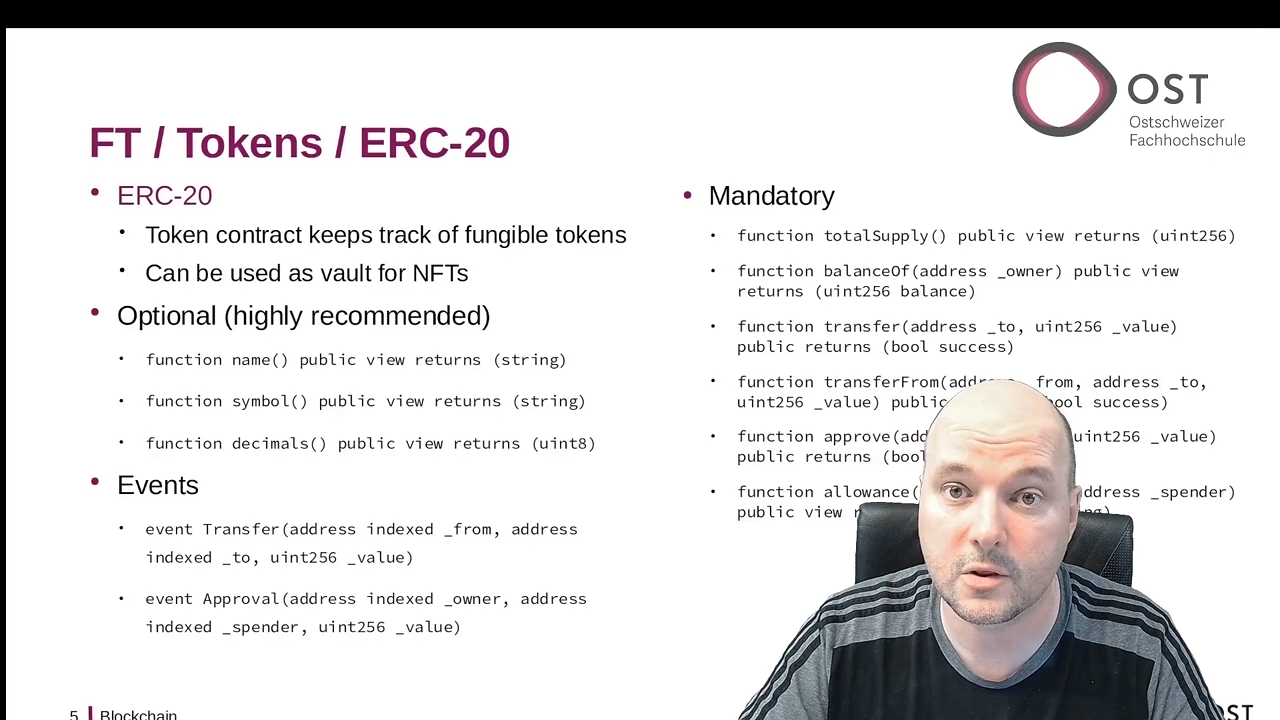 OST
Ostschweizer
Fachhochschule
FT / Tokens / ERC-20
• ERC-20
• Token contract keeps track of fungible tokens
• Can be used as vault for NFTs
• Optional (highly recommended)
• function name() public view returns (string)
• function symbol() public view returns (string)
• function decimals() public view returns (uint8)
• Events
• event Transfer(address indexed _from, address
indexed _to, uint256 _value)
• event Approval(address indexed _owner, address
indexed _spender, uint256 _value)
• Mandatory
• function totalSupply() public view returns (uint256)
• function balanceOf(address _owner) public view
returns (uint256 balance)
• function transfer(address _to, uint256 _value)
public returns (bool success)
• function transferFrom(address _from, address _to,
uint256 _value) public bool success)
• function approve( uint256 _value)
public returns
• function allowance( _spender)
public view
5 Blockchain
OST